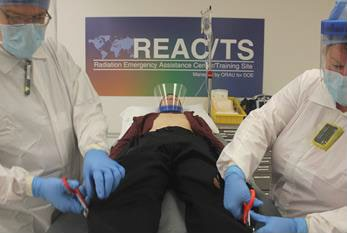 REAC/TS
Radiation Emergency Assistance Center/Training Site
Managed by ORAU for DOE